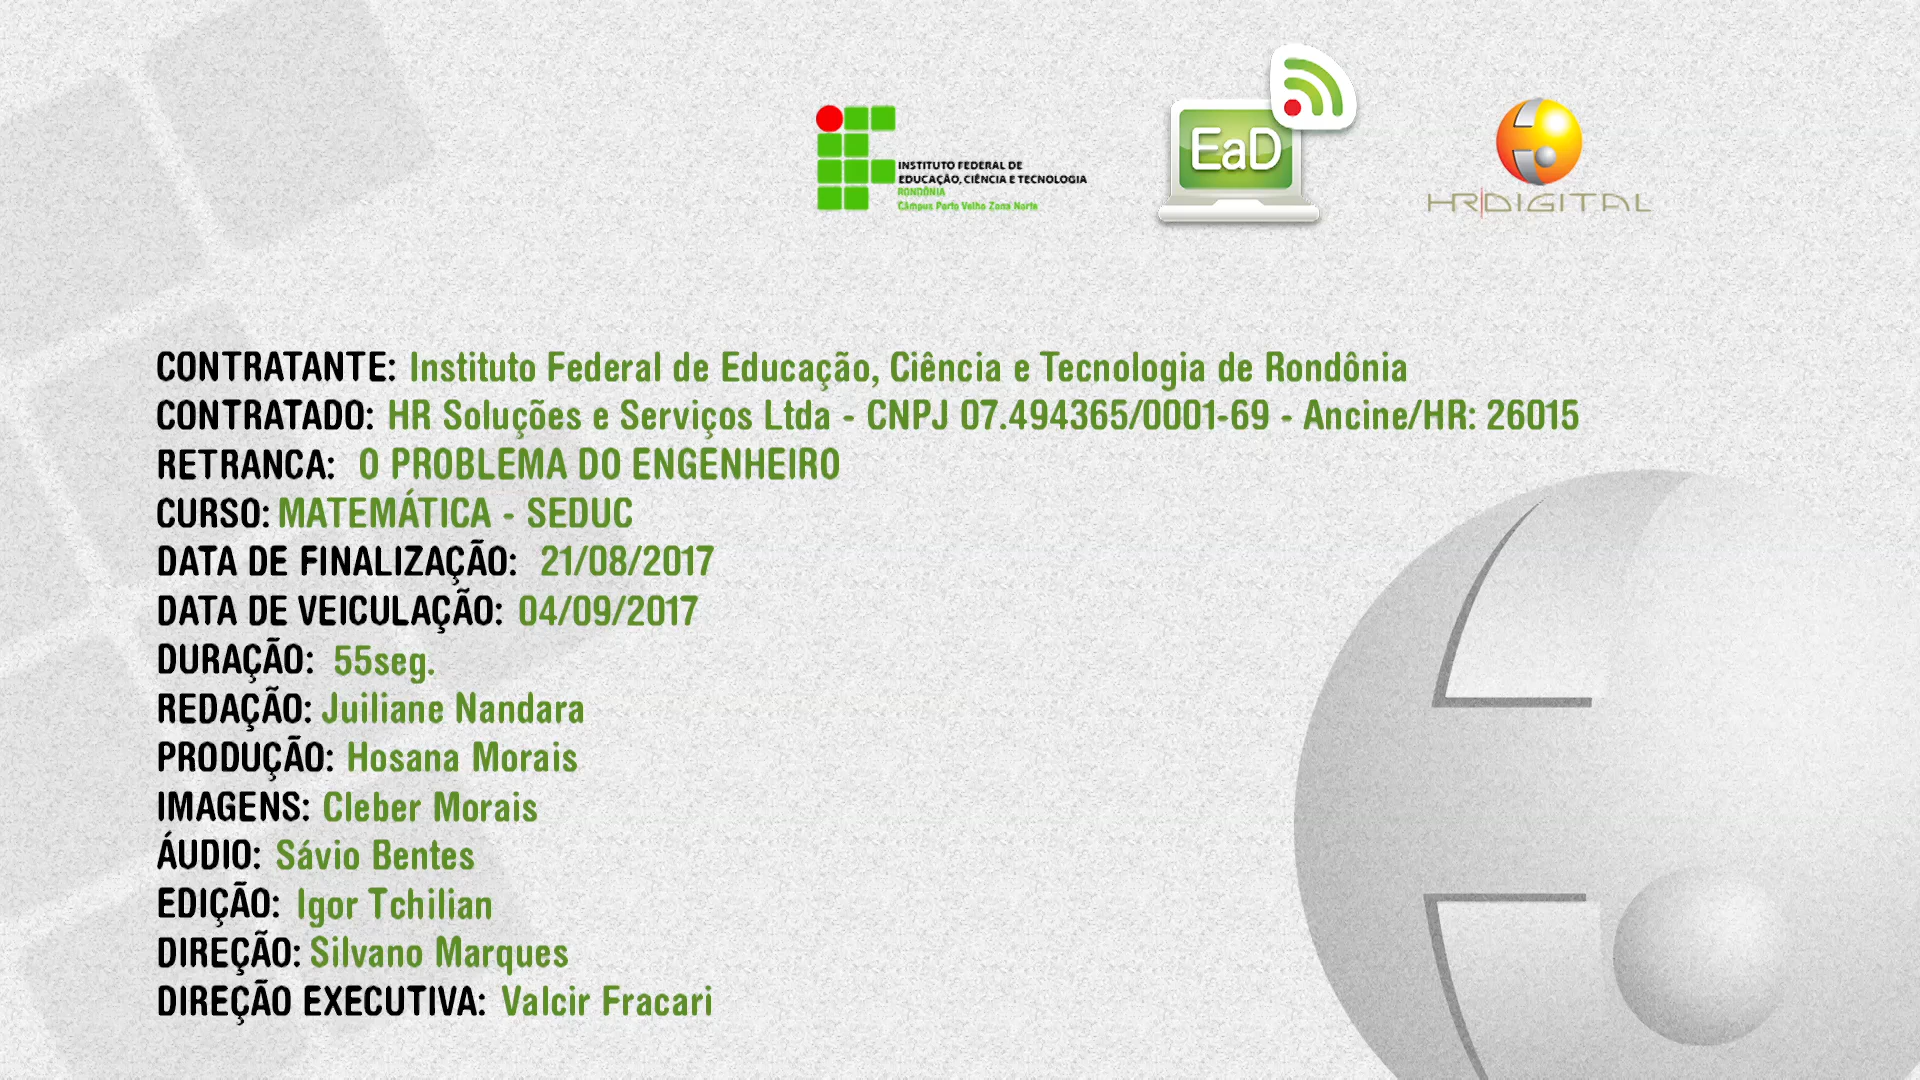 INSTITUTO FEDERAL DE
EDUCAÇÃO, CIÊNCIA E TECNOLOGIA
RONDÔNIA
Câmpus Porto Velho Zona Norte
EaD
HR DIGITAL
CONTRATANTE: Instituto Federal de Educação, Ciência e Tecnologia de Rondônia
CONTRATADO: HR Soluções e Serviços Ltda - CNPJ 07.494365/0001-69 - Ancine/HR: 26015
RETRANCA: O PROBLEMA DO ENGENHEIRO
CURSO: MATEMÁTICA - SEDUC
DATA DE FINALIZAÇÃO: 21/08/2017
DATA DE VEICULAÇÃO: 04/09/2017
DURAÇÃO: 55seg.
REDAÇÃO: Juiliane Nandara
PRODUÇÃO: Hosana Morais
IMAGENS: Cleber Morais
ÁUDIO: Sávio Bentes
EDIÇÃO: Igor Tchilian
DIREÇÃO: Silvano Marques
DIREÇÃO EXECUTIVA: Valcir Fracari